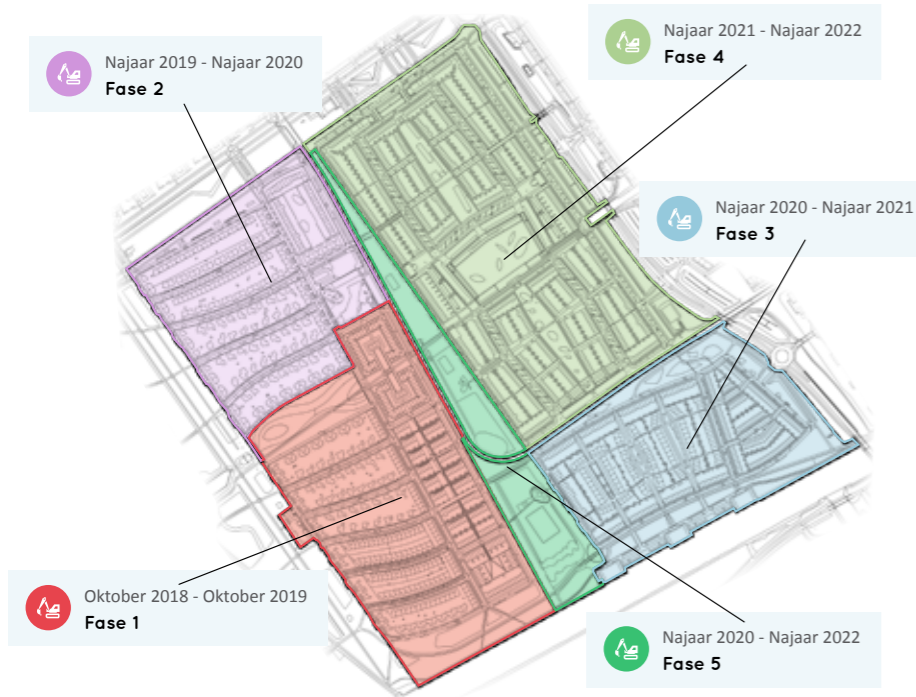 Najaar 2019 - Najaar 2020
Fase 2
Najaar 2021 - Najaar 2022
Fase 4
Najaar 2020 - Najaar 2021
Fase 3
Oktober 2018 - Oktober 2019
Fase 1
Najaar 2020 - Najaar 2022
Fase 5